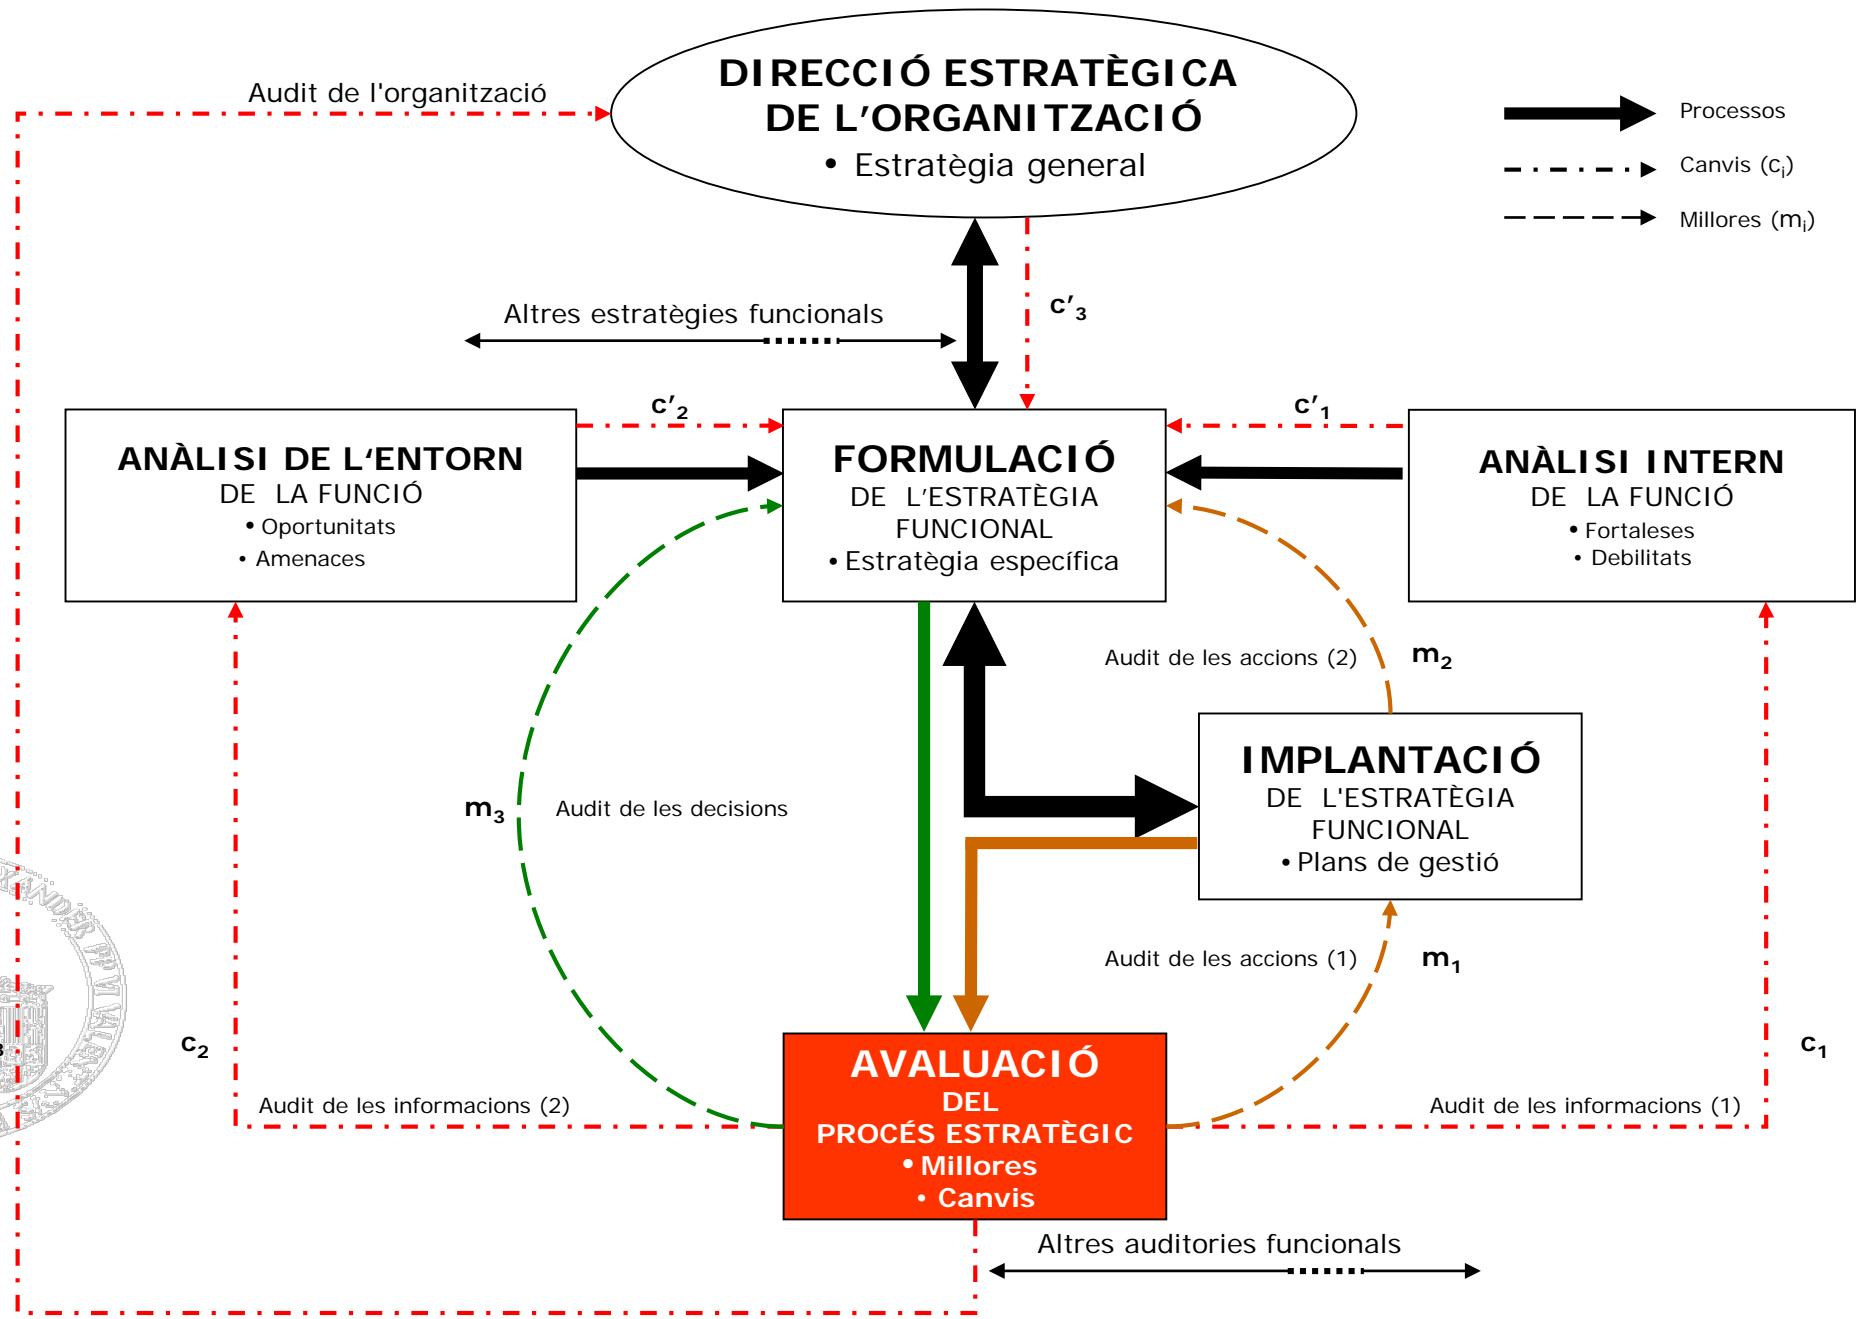 DIRECCIÓ ESTRATÈGICA
DE L’ORGANITZACIÓ
• Estratègia general
Audit de l'organització
Processos
Canvis (ci)
Millores (mi)
c’3
Altres estratègies funcionals
c’2
c’1
ANÀLISI DE L‘ENTORN
DE LA FUNCIÓ
• Oportunitats
• Amenaces
FORMULACIÓ
DE L'ESTRATÈGIA
FUNCIONAL
• Estratègia específica
ANÀLISI INTERN
DE LA FUNCIÓ
• Fortaleses
• Debilitats
Audit de les accions (2)
m2
IMPLANTACIÓ
DE L'ESTRATÈGIA
FUNCIONAL
• Plans de gestió
m3
Audit de les decisions
Audit de les accions (1)
m1
c2
c1
AVALUACIÓ
DEL
PROCÉS ESTRATÈGIC
• Millores
• Canvis
Audit de les informacions (2)
Audit de les informacions (1)
Altres auditories funcionals